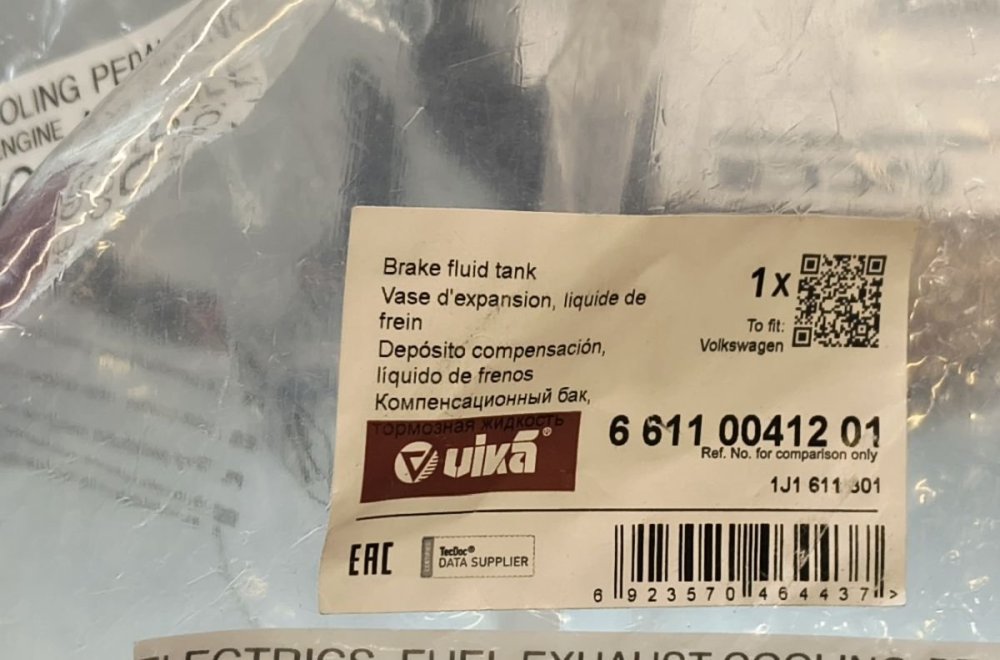 OLING PED
ENGINE
Brake fluid tank
Vase d'expansion, liquide de
frein
Depósito compensación,
líquido de frenos
Компенсационный бак,
тормозная жидкость
1x
To fit:
Volkswagen
vika®
6 611 00412 01
Ref. No. for comparison only
1J1 611 301
EAC
CERTIFIED
TecDoc®
DATA SUPPLIER
6 923570 464437 >
ELECTRICS, FUEL EXHAUST COOLING